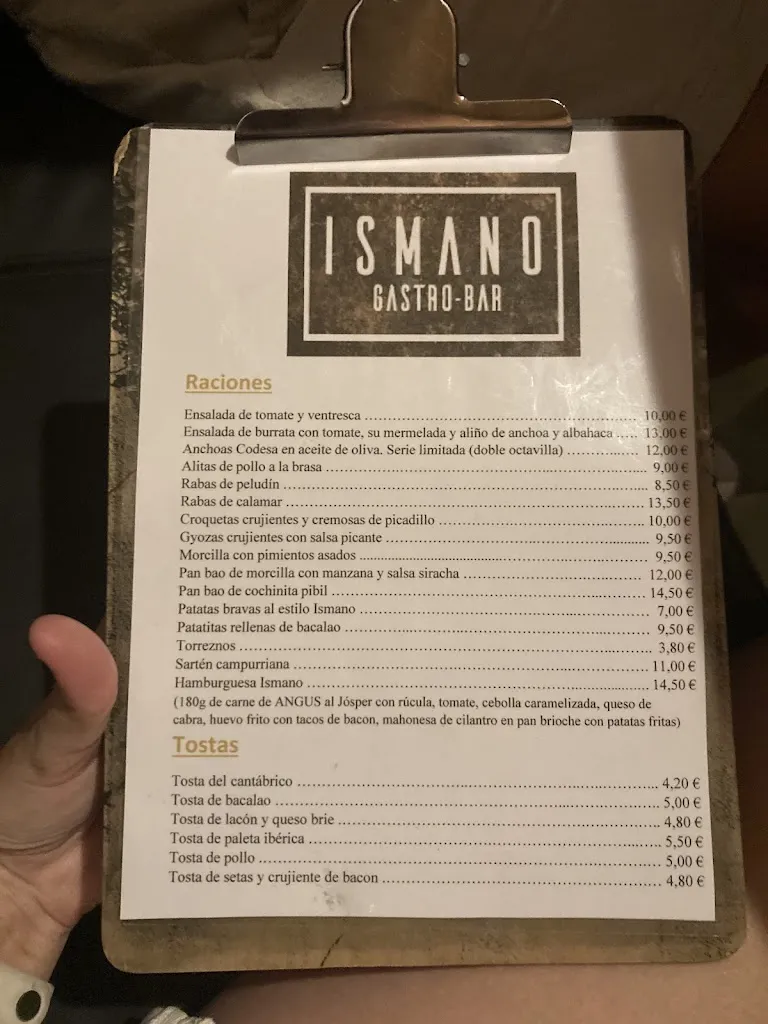 ISMANO
GASTRO-BAR
Raciones
Ensalada de tomate y ventresca ........ 10,00 €
Ensalada de burrata con tomate, su mermelada y aliño de anchoa y albahaca ..... 13,00 €
Anchoas Codesa en aceite de oliva. Serie limitada (doble octavilla) ........ 12,00 €
Alitas de pollo a la brasa ........ 9,00 €
Rabas de peludín ........ 8,50 €
Rabas de calamar ........ 13,50 €
Croquetas crujientes y cremosas de picadillo ........ 10,00 €
Gyozas crujientes con salsa picante ........ 9,50 €
Morcilla con pimientos asados ........ 9,50 €
Pan bao de morcilla con manzana y salsa siracha ........ 12,00 €
Pan bao de cochinita pibil ........ 14,50 €
Patatas bravas al estilo Ismano ........ 7,00 €
Patatitas rellenas de bacalao ........ 9,50 €
Torreznos ........ 3,80 €
Sartén campurriana ........ 11,00 €
Hamburguesa Ismano ........ 14,50 €
(180g de carne de ANGUS al Jósper con rúcula, tomate, cebolla caramelizada, queso de
cabra, huevo frito con tacos de bacon, mahonesa de cilantro en pan brioche con patatas fritas)
Tostas
Tosta del cantábrico ........ 4,20 €
Tosta de bacalao ........ 5,00 €
Tosta de lacón y queso brie ........ 4,80 €
Tosta de paleta ibérica ........ 5,50 €
Tosta de pollo ........ 5,00 €
Tosta de setas y crujiente de bacon ........ 4,80 €